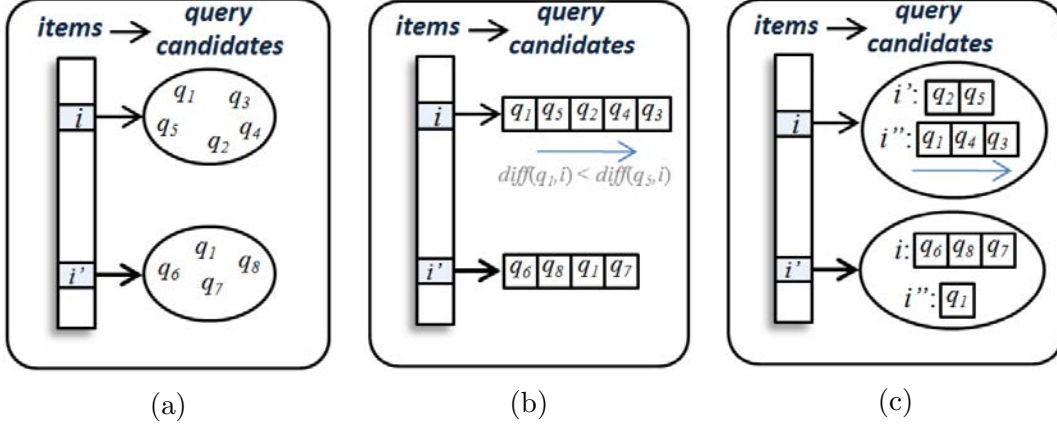 items → query
candidates
i
q1 q3
q5 q4
q2
i'
q1
q6 q8
q7
(a)
items → query
candidates
i
q1 q5 q2 q4 q3
diff(q1,i) < diff(q5,i)
i'
q6 q8 q1 q7
(b)
items → query
candidates
i
i': q2 q5
i'': q1 q4 q3
i'
i: q6 q8 q7
i'': q1
(c)